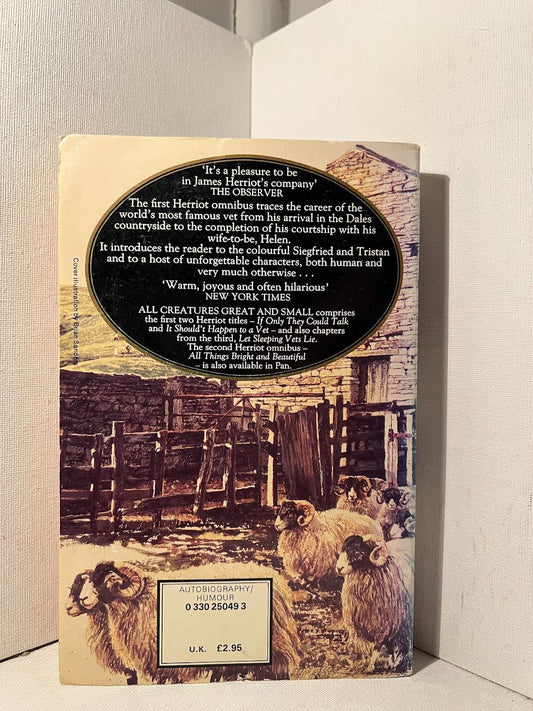 'It's a pleasure to be
in James Herriot's company'
THE OBSERVER
The first Herriot omnibus traces the career of the
world's most famous vet from his arrival in the Dales
countryside to the completion of his courtship with his
wife-to-be, Helen.
It introduces the reader to the colourful Siegfried and Tristan
and to a host of unforgettable characters, both human and
very much otherwise . . .
'Warm, joyous and often hilarious'
NEW YORK TIMES
ALL CREATURES GREAT AND SMALL comprises
the first two Herriot titles – If Only They Could Talk
and It Should't Happen to a Vet – and also chapters
from the third, Let Sleeping Vets Lie.
The second Herriot omnibus –
All Things Bright and Beautiful
– is also available in Pan.
Cover illustration by Brian Sanders
AUTOBIOGRAPHY/
HUMOUR
0 330 25049 3
U.K. £2.95